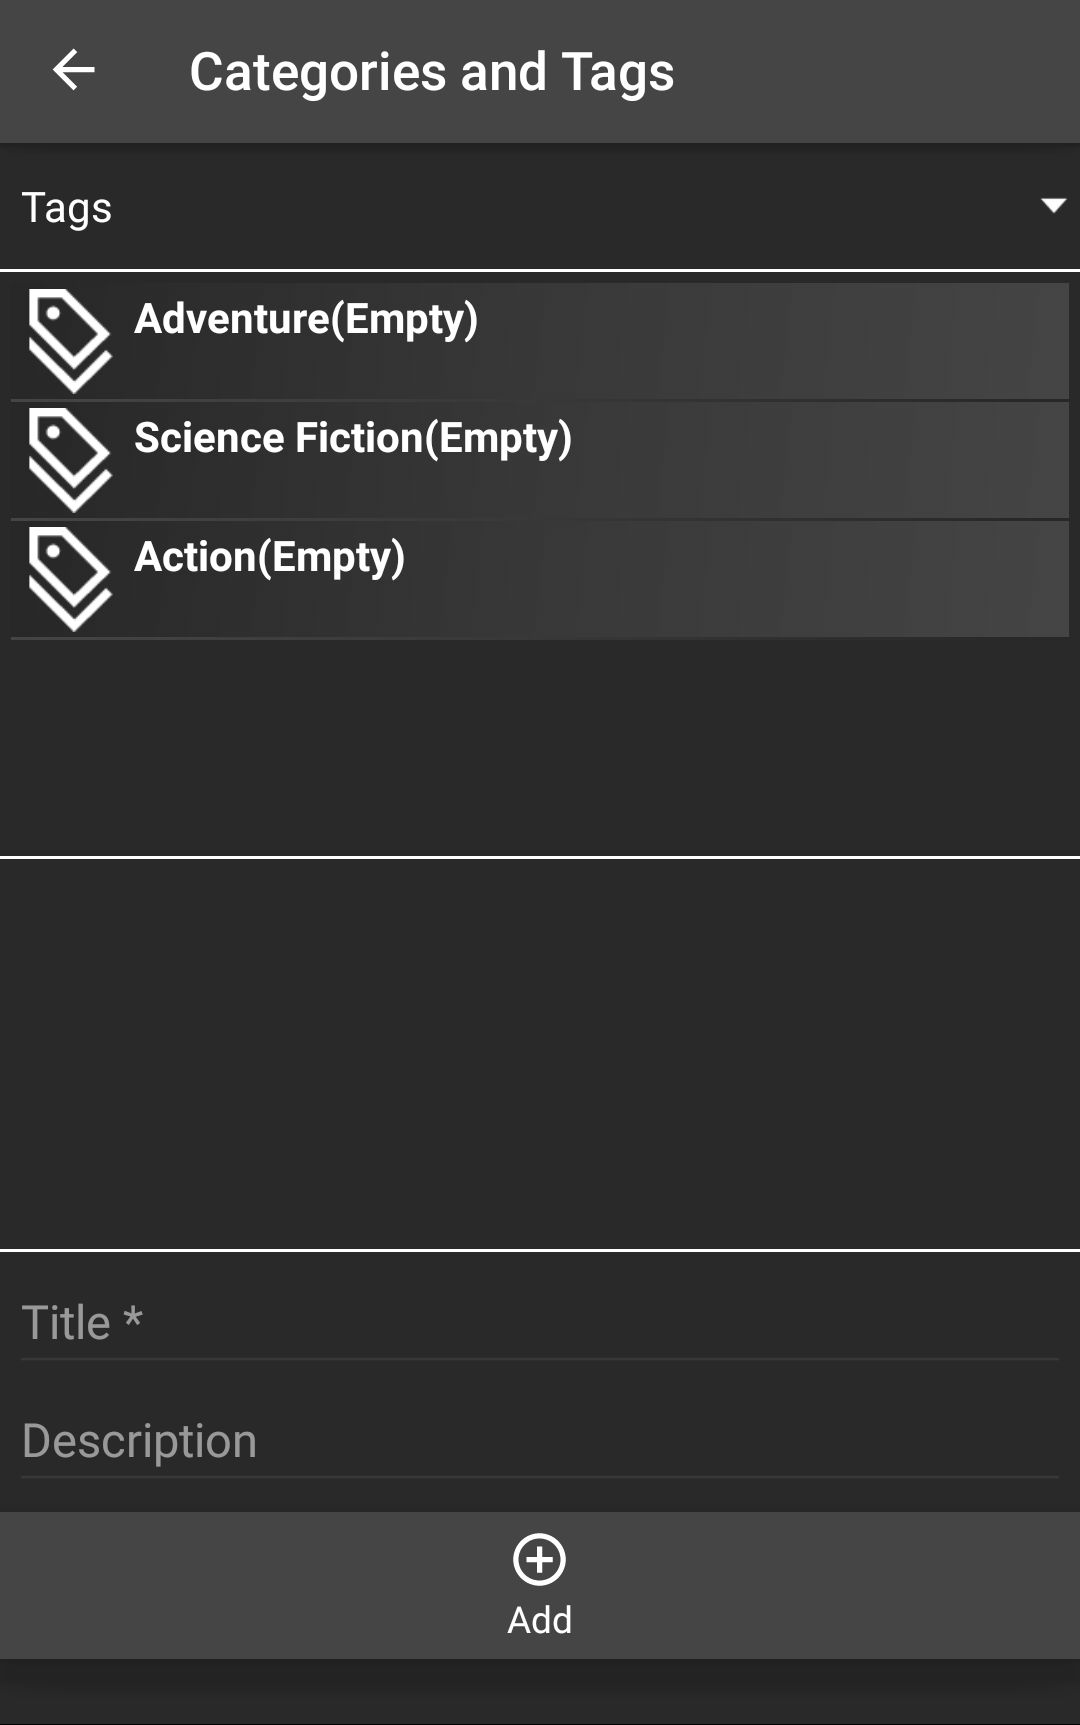 Categories and Tags
Tags
Adventure(Empty)
Science Fiction(Empty)
Action(Empty)
Title *
Description
Add